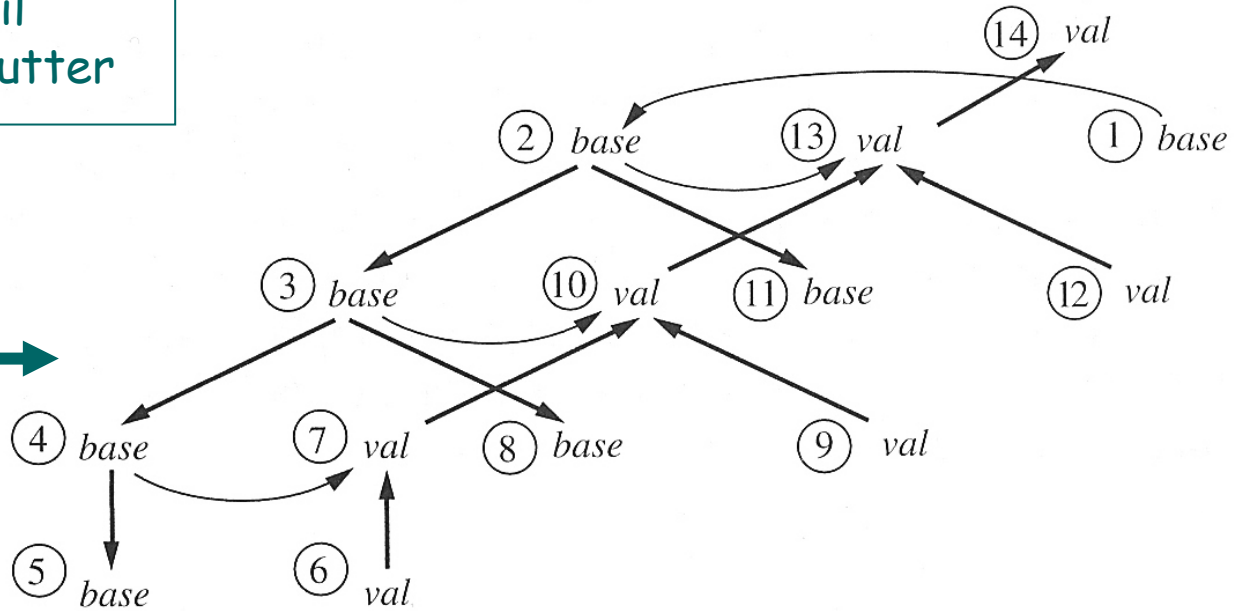 utter
14 val
2 base
13 val
1 base
3 base
10 val
11 base
12 val
4 base
7 val
8 base
9 val
5 base
6 val